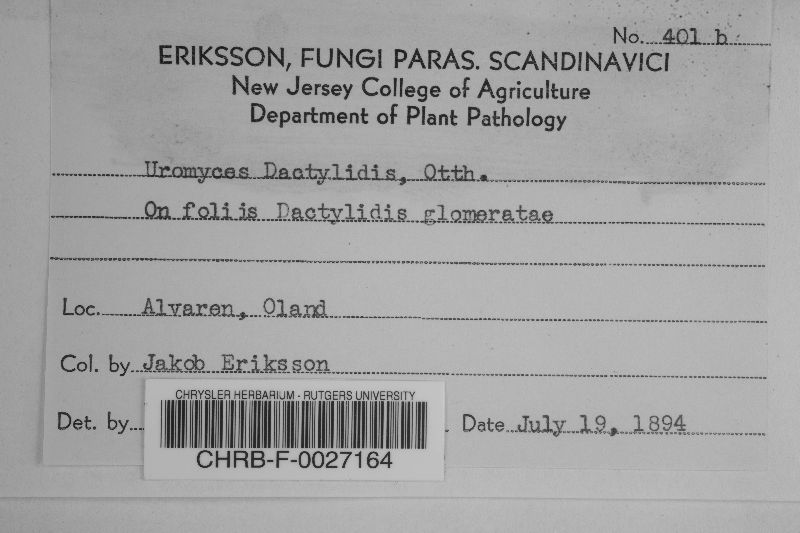 No. 401 b
ERIKSSON, FUNGI PARAS. SCANDINAVICI
New Jersey College of Agriculture
Department of Plant Pathology
Uromyces Dactylidis, Otth.
On foliis Dactylidis glomeratae
Loc. Alvaren, Oland
Col. by Jakob Eriksson
CHRYSLER HERBARIUM - RUTGERS UNIVERSITY
Det. by Date July 19, 1894
CHRB-F-0027164